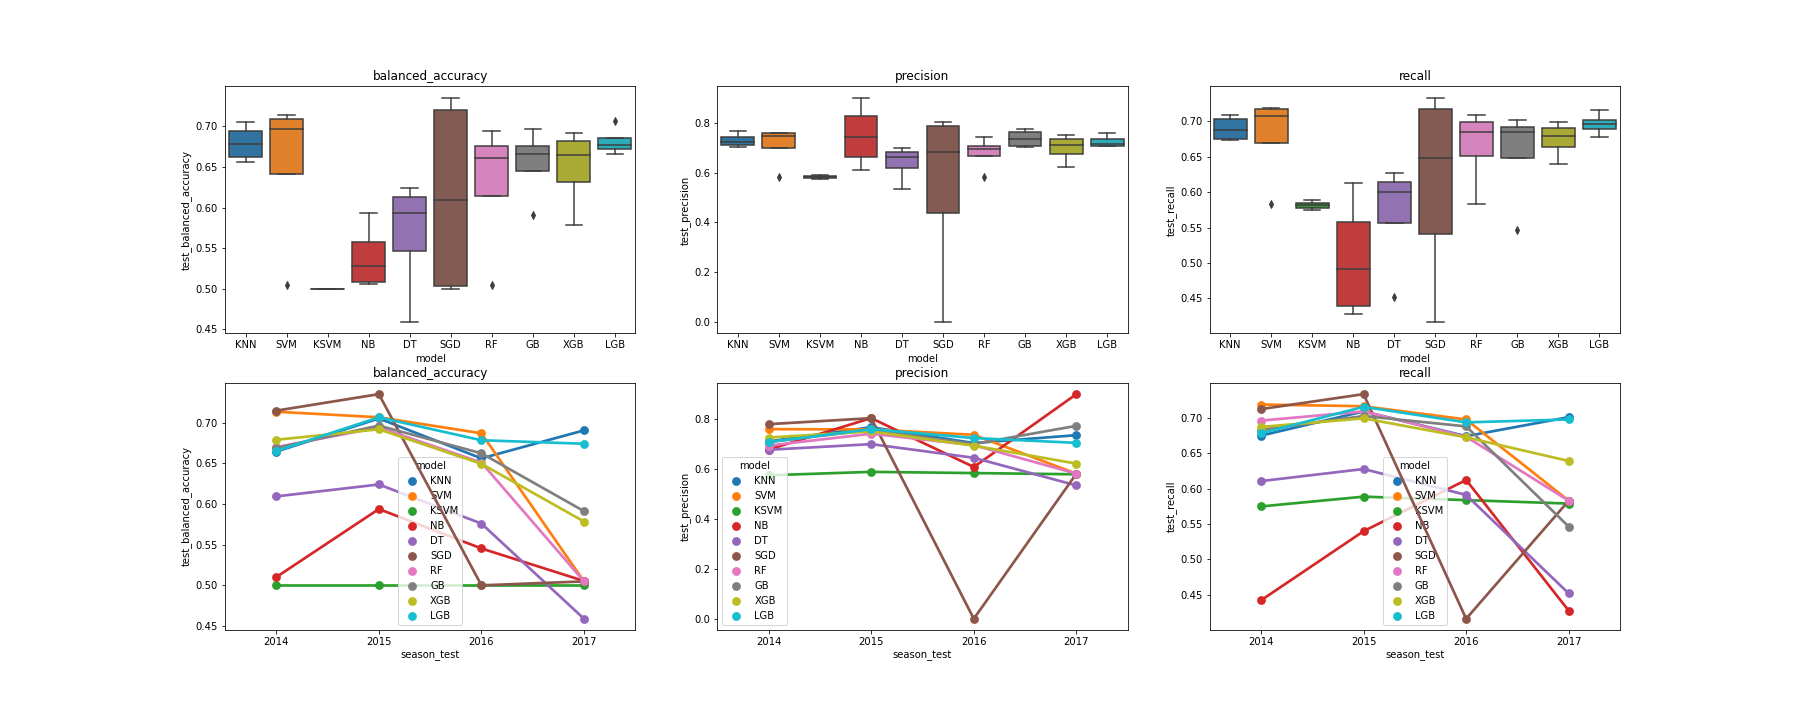 balanced_accuracy
test_balanced_accuracy
0.70
0.65
0.60
0.55
0.50
0.45
KNN SVM KSVM NB DT SGD RF GB XGB LGB
model
precision
test_precision
0.8
0.6
0.4
0.2
0.0
KNN SVM KSVM NB DT SGD RF GB XGB LGB
model
recall
test_recall
0.70
0.65
0.60
0.55
0.50
0.45
KNN SVM KSVM NB DT SGD RF GB XGB LGB
model
balanced_accuracy
test_balanced_accuracy
0.70
0.65
0.60
0.55
0.50
0.45
model
KNN
SVM
KSVM
NB
DT
SGD
RF
GB
XGB
LGB
2014 2015 2016 2017
season_test
precision
test_precision
0.8
0.6
0.4
0.2
0.0
model
KNN
SVM
KSVM
NB
DT
SGD
RF
GB
XGB
LGB
2014 2015 2016 2017
season_test
recall
test_recall
0.70
0.65
0.60
0.55
0.50
0.45
model
KNN
SVM
KSVM
NB
DT
SGD
RF
GB
XGB
LGB
2014 2015 2016 2017
season_test